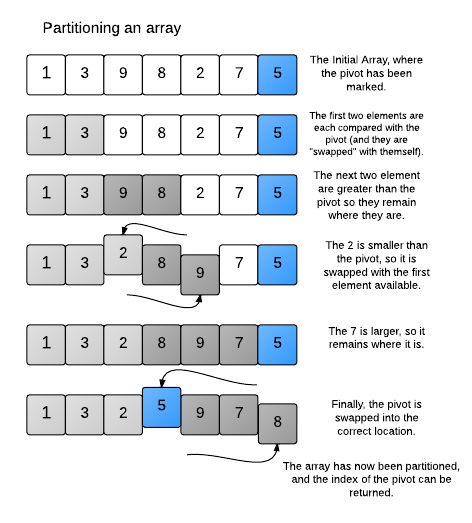 Partitioning an array
1 3 9 8 2 7 5
The Initial Array, where
the pivot has been
marked.
1 3 9 8 2 7 5
The first two elements are
each compared with the
pivot (and they are
"swapped" with themself).
1 3 9 8 2 7 5
The next two element
are greater than the
pivot so they remain
where they are.
1 3 2 8 9 7 5
The 2 is smaller than
the pivot, so it is
swapped with the first
element available.
1 3 2 8 9 7 5
The 7 is larger, so it
remains where it is.
1 3 2 5 9 7 8
Finally, the pivot is
swapped into the
correct location.
The array has now been partitioned,
and the index of the pivot can be
returned.